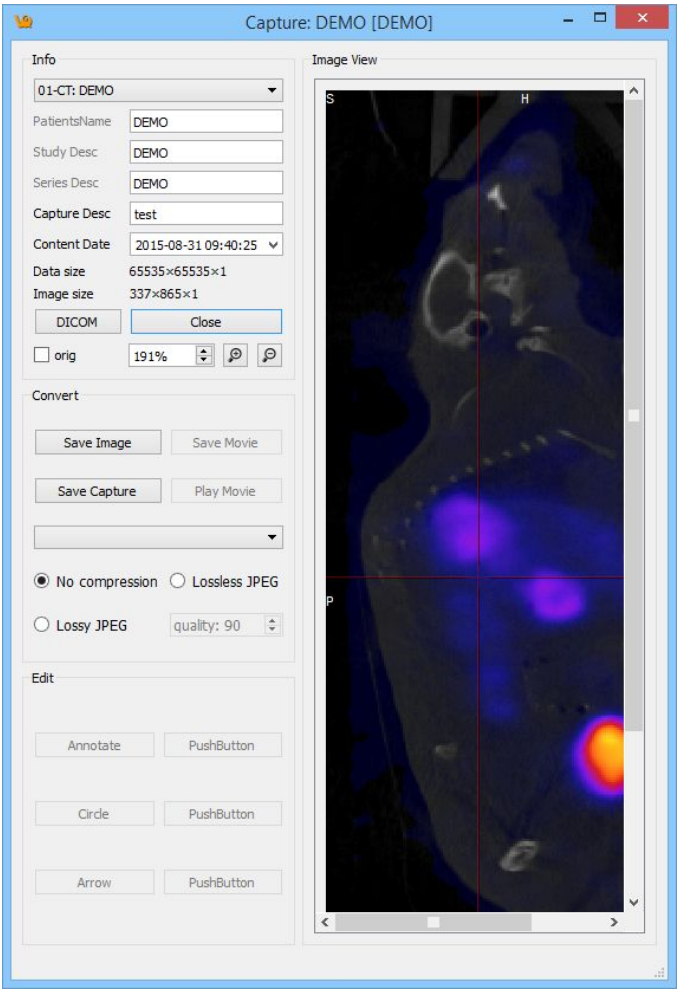 Capture: DEMO [DEMO]
Info
01-CT: DEMO
PatientsName DEMO
Study Desc DEMO
Series Desc DEMO
Capture Desc test
Content Date 2015-08-31 09:40:25
Data size 65535×65535×1
Image size 337×865×1
DICOM Close
orig 191%
Convert
Save Image Save Movie
Save Capture Play Movie
No compression Lossless JPEG
Lossy JPEG quality: 90
Edit
Annotate PushButton
Circle PushButton
Arrow PushButton
Image View
S H
P